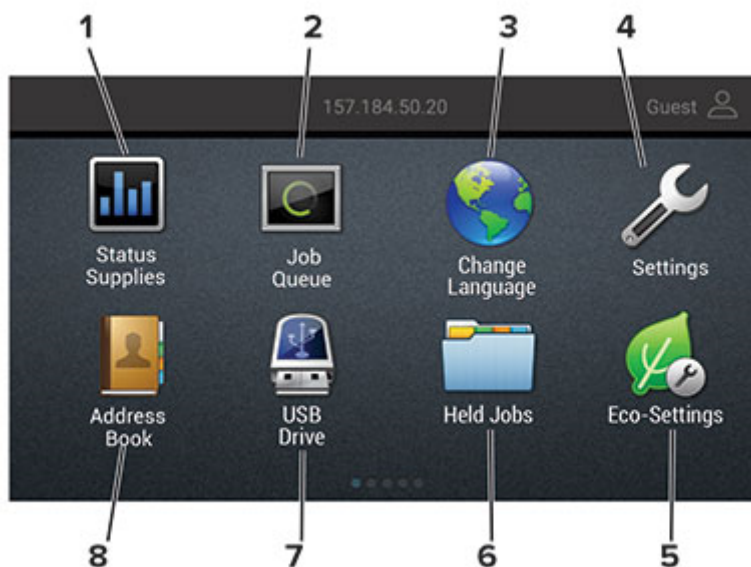 1 2 3 4
157.184.50.20 Guest
Status
Supplies
Job
Queue
Change
Language
Settings
Address
Book
USB
Drive
Held Jobs
Eco-Settings
8 7 6 5